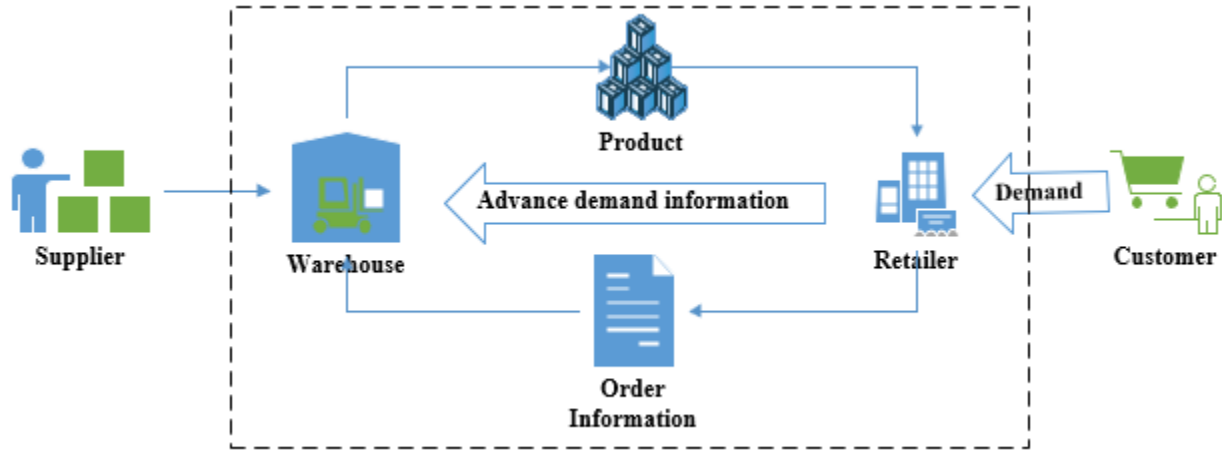 Product
Advance demand information
Demand
Supplier
Warehouse
Retailer
Customer
Order
Information